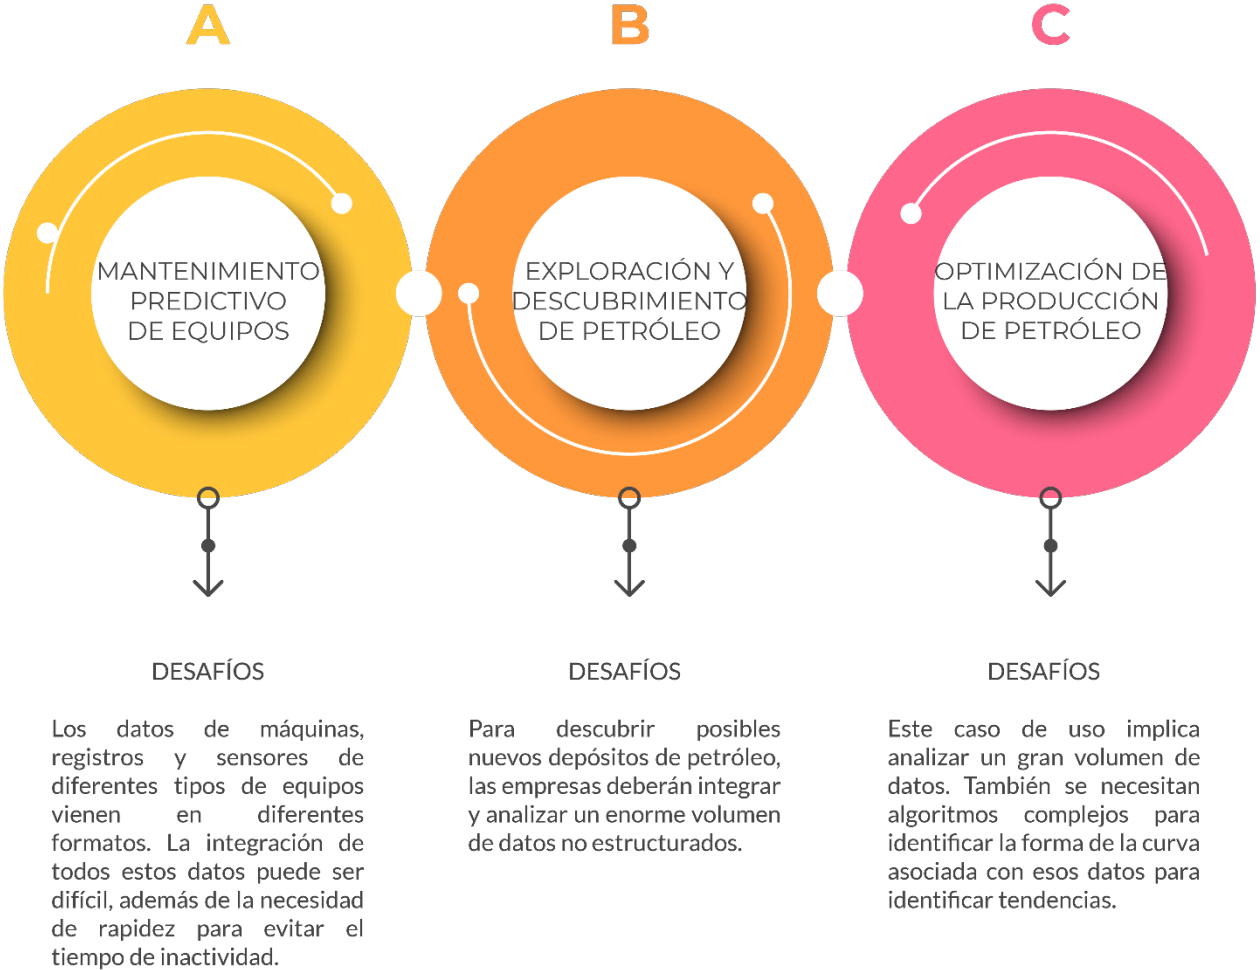 A
MANTENIMIENTO
PREDICTIVO
DE EQUIPOS
DESAFÍOS
Los datos de máquinas,
registros y sensores de
diferentes tipos de equipos
vienen en diferentes
formatos. La integración de
todos estos datos puede ser
difícil, además de la necesidad
de rapidez para evitar el
tiempo de inactividad.
B
EXPLORACIÓN Y
DESCUBRIMIENTO
DE PETRÓLEO
DESAFÍOS
Para descubrir posibles
nuevos depósitos de petróleo,
las empresas deberán integrar
y analizar un enorme volumen
de datos no estructurados.
C
OPTIMIZACIÓN DE
LA PRODUCCIÓN
DE PETRÓLEO
DESAFÍOS
Este caso de uso implica
analizar un gran volumen de
datos. También se necesitan
algoritmos complejos para
identificar la forma de la curva
asociada con esos datos para
identificar tendencias.